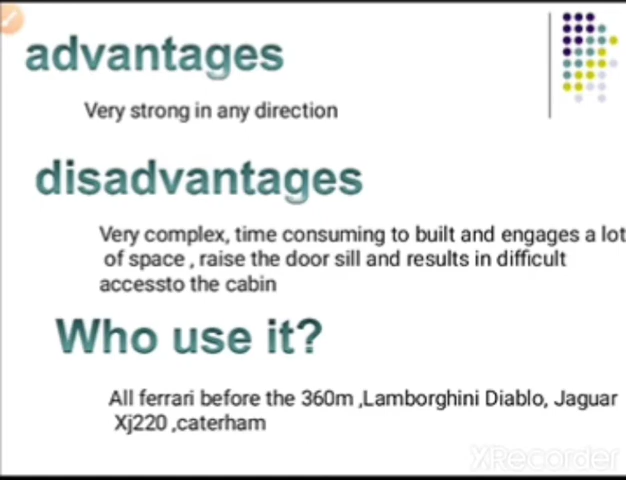 advantages
Very strong in any direction
disadvantages
Very complex, time consuming to built and engages a lot
of space , raise the door sill and results in difficult
accessto the cabin
Who use it?
All ferrari before the 360m ,Lamborghini Diablo, Jaguar
Xj220 ,caterham
XRecorder